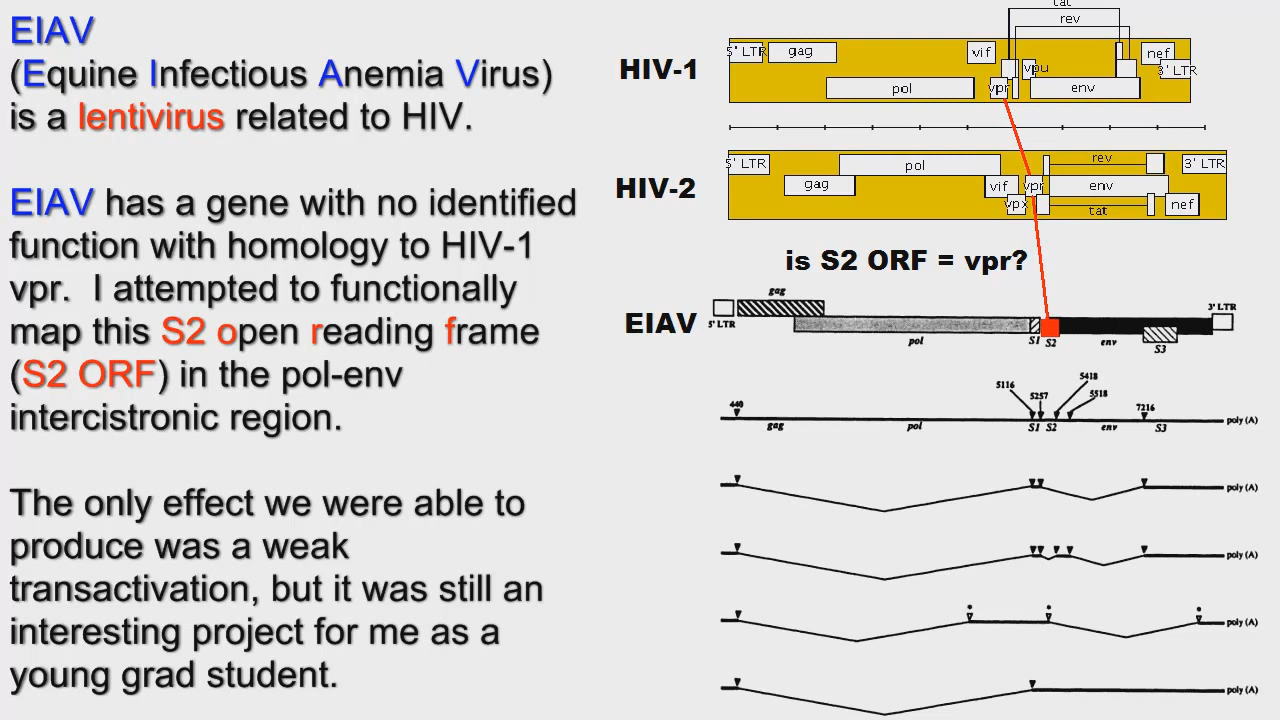 EIAV
(Equine Infectious Anemia Virus)
is a lentivirus related to HIV.
EIAV has a gene with no identified
function with homology to HIV-1
vpr. I attempted to functionally
map this S2 open reading frame
(S2 ORF) in the pol-env
intercistronic region.
The only effect we were able to
produce was a weak
transactivation, but it was still an
interesting project for me as a
young grad student.
tat
rev
HIV-1
5' LTR gag vif nef
vpu 3' LTR
pol vpr env
HIV-2
5' LTR pol rev 3' LTR
gag vif vpr env
vpx tat nef
is S2 ORF = vpr?
EIAV
gag 3' LTR
5' LTR pol S1 S2 env S3
5116 5257 5418 5518
440 7216
gag pol S1 S2 env S3 poly (A)
poly (A)
poly (A)
poly (A)
poly (A)